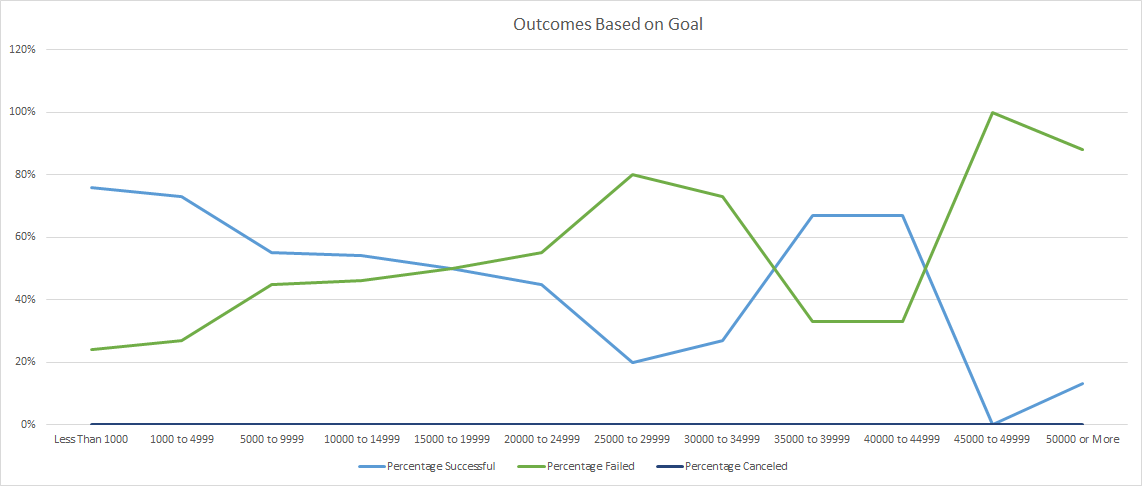 Outcomes Based on Goal
120%
100%
80%
60%
40%
20%
0%
Less Than 1000 1000 to 4999 5000 to 9999 10000 to 14999 15000 to 19999 20000 to 24999 25000 to 29999 30000 to 34999 35000 to 39999 40000 to 44999 45000 to 49999 50000 or More
Percentage Successful Percentage Failed Percentage Canceled